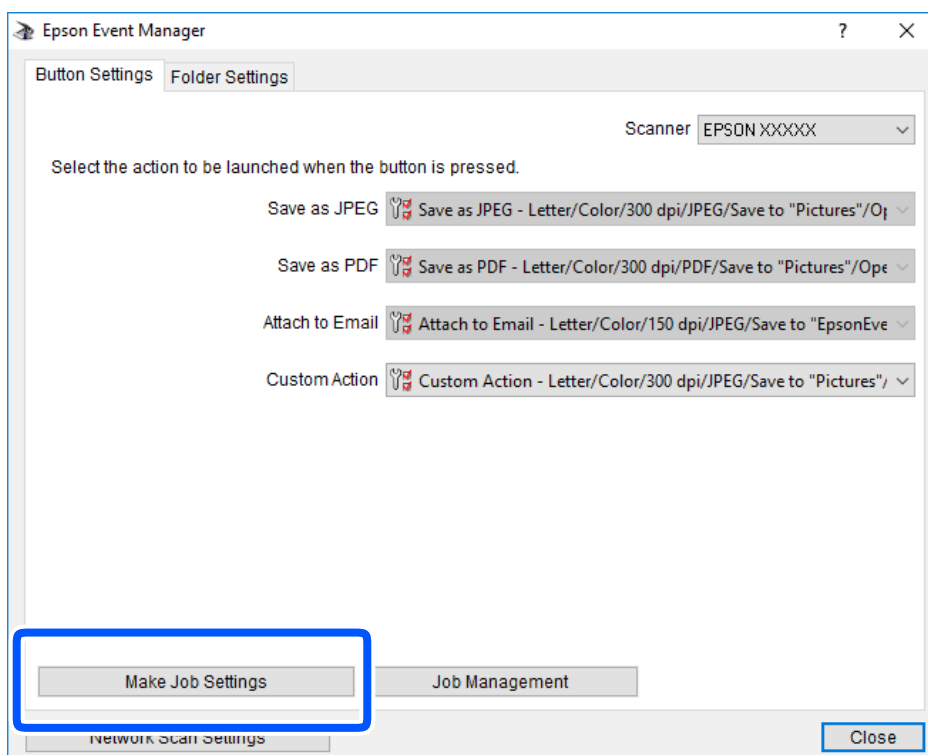 Epson Event Manager
Button Settings
Folder Settings
Scanner EPSON XXXXX
Select the action to be launched when the button is pressed.
Save as JPEG Save as JPEG - Letter/Color/300 dpi/JPEG/Save to "Pictures"/Op
Save as PDF Save as PDF - Letter/Color/300 dpi/PDF/Save to "Pictures"/Ope
Attach to Email Attach to Email - Letter/Color/150 dpi/JPEG/Save to "EpsonEve
Custom Action Custom Action - Letter/Color/300 dpi/JPEG/Save to "Pictures"/
Make Job Settings
Job Management
Network Scan Settings
Close